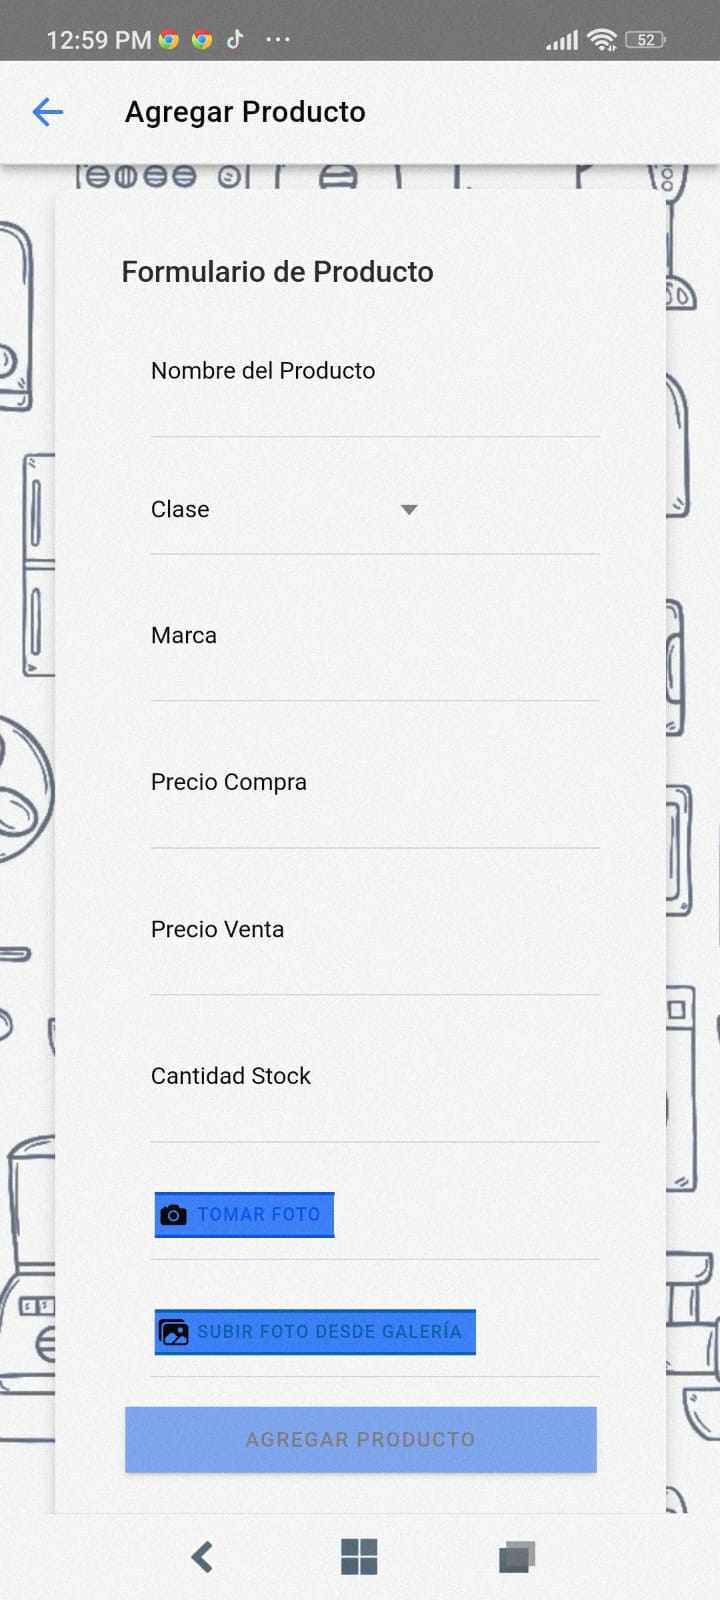 12:59 PM
52
Agregar Producto
Formulario de Producto
Nombre del Producto
Clase
Marca
Precio Compra
Precio Venta
Cantidad Stock
TOMAR FOTO
SUBIR FOTO DESDE GALERÍA
AGREGAR PRODUCTO